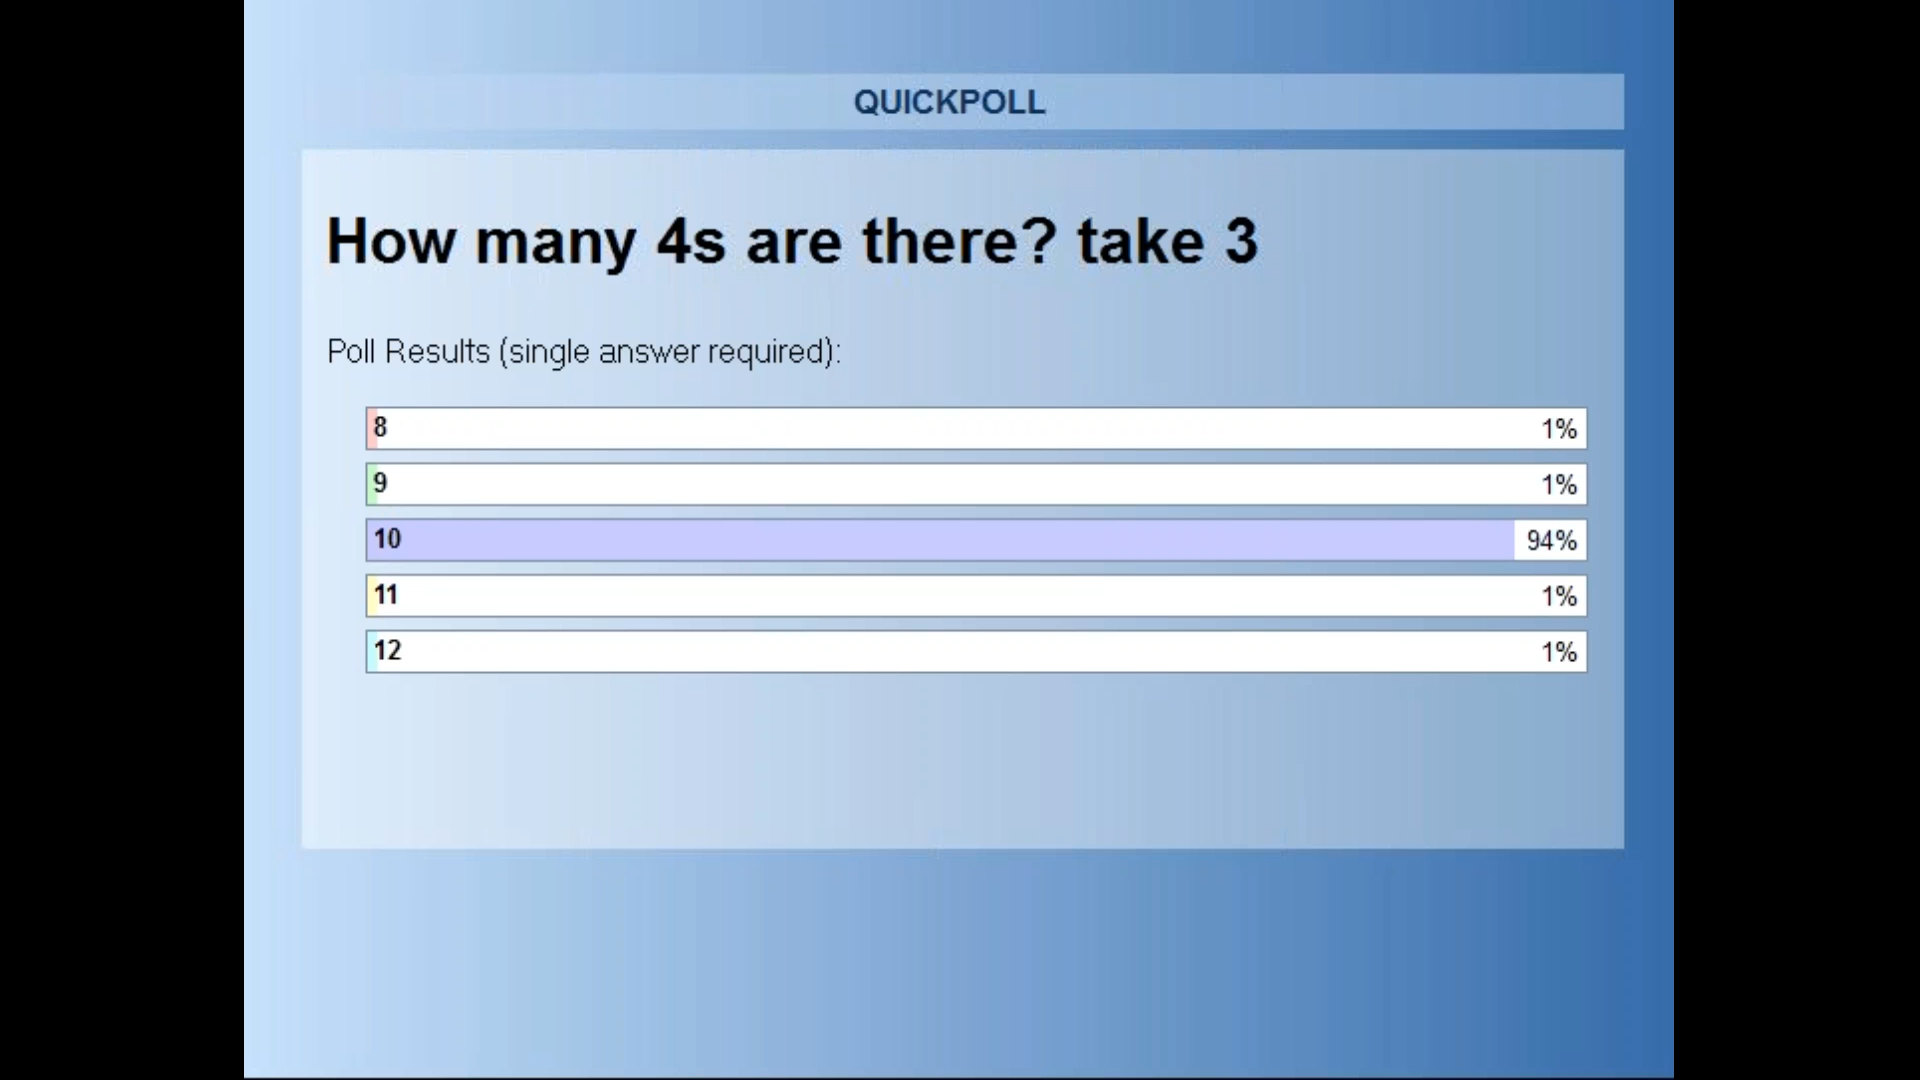 QUICKPOLL
How many 4s are there? take 3
Poll Results (single answer required):
8 1%
9 1%
10 94%
11 1%
12 1%